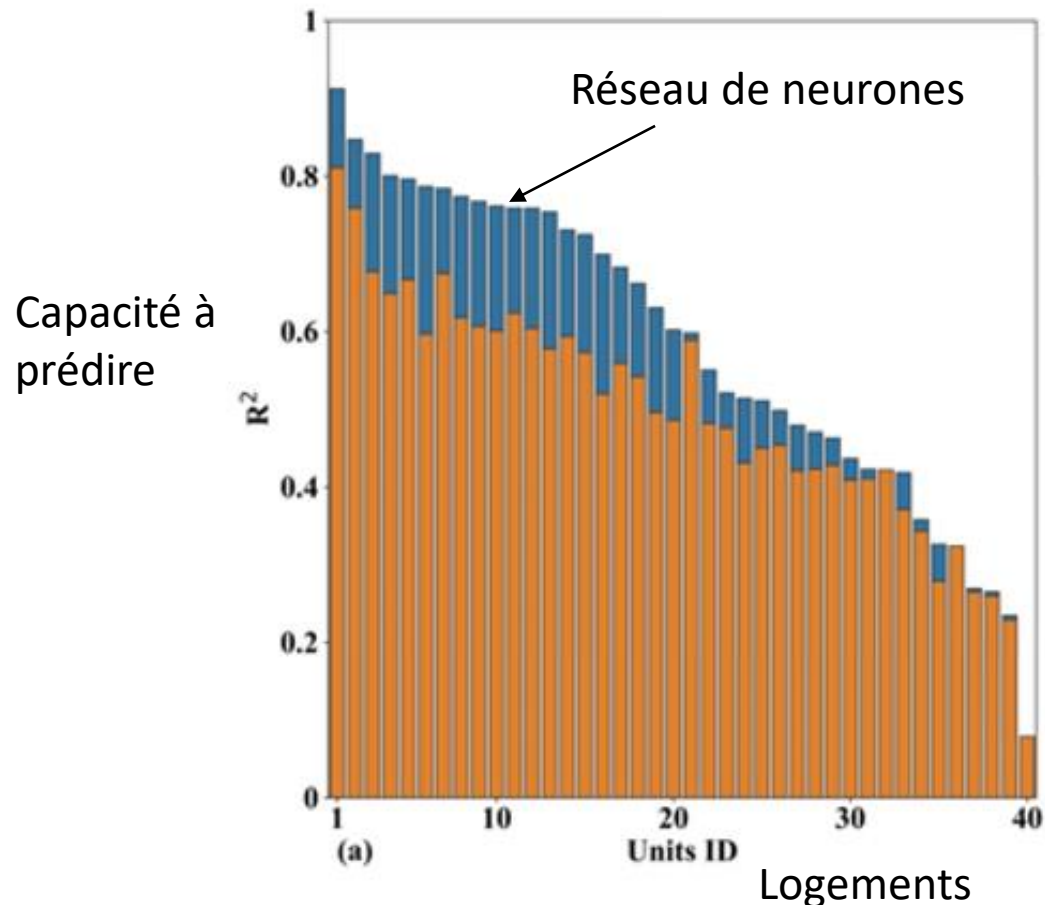 1
Réseau de neurones
0.8
Capacité à
prédire
0.6
R²
0.4
0.2
0
1 10 20 30 40
(a) Units ID
Logements